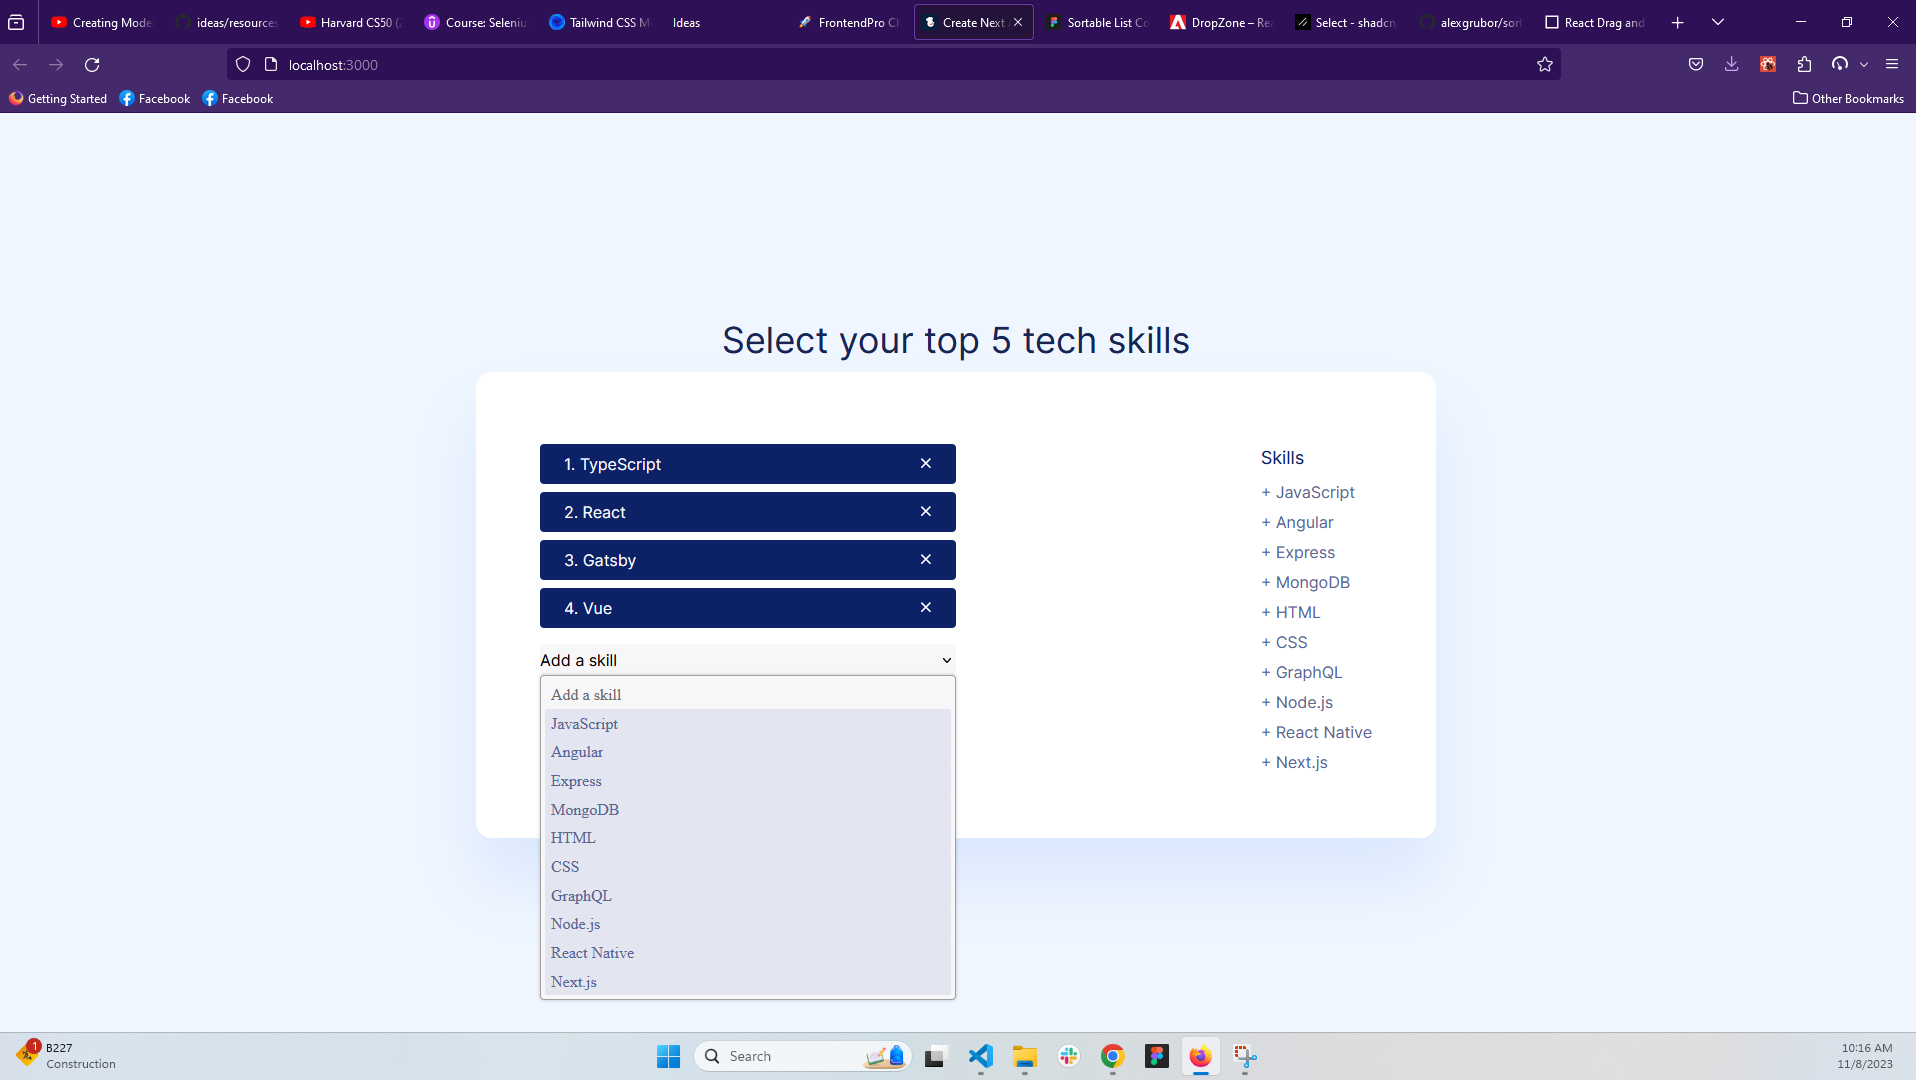 Creating Mode
ideas/resources
Harvard CS50 (2
Course: Seleniu
Tailwind CSS M
Ideas
FrontendPro Ch
Create Next
Sortable List Co
DropZone – Rea
Select - shadcn
alexgrubor/sort
React Drag and
localhost:3000
Getting Started
Facebook
Facebook
Other Bookmarks
Select your top 5 tech skills
1. TypeScript
2. React
3. Gatsby
4. Vue
Add a skill
Add a skill
JavaScript
Angular
Express
MongoDB
HTML
CSS
GraphQL
Node.js
React Native
Next.js
Skills
+ JavaScript
+ Angular
+ Express
+ MongoDB
+ HTML
+ CSS
+ GraphQL
+ Node.js
+ React Native
+ Next.js
1
B227
Construction
Search
10:16 AM
11/8/2023